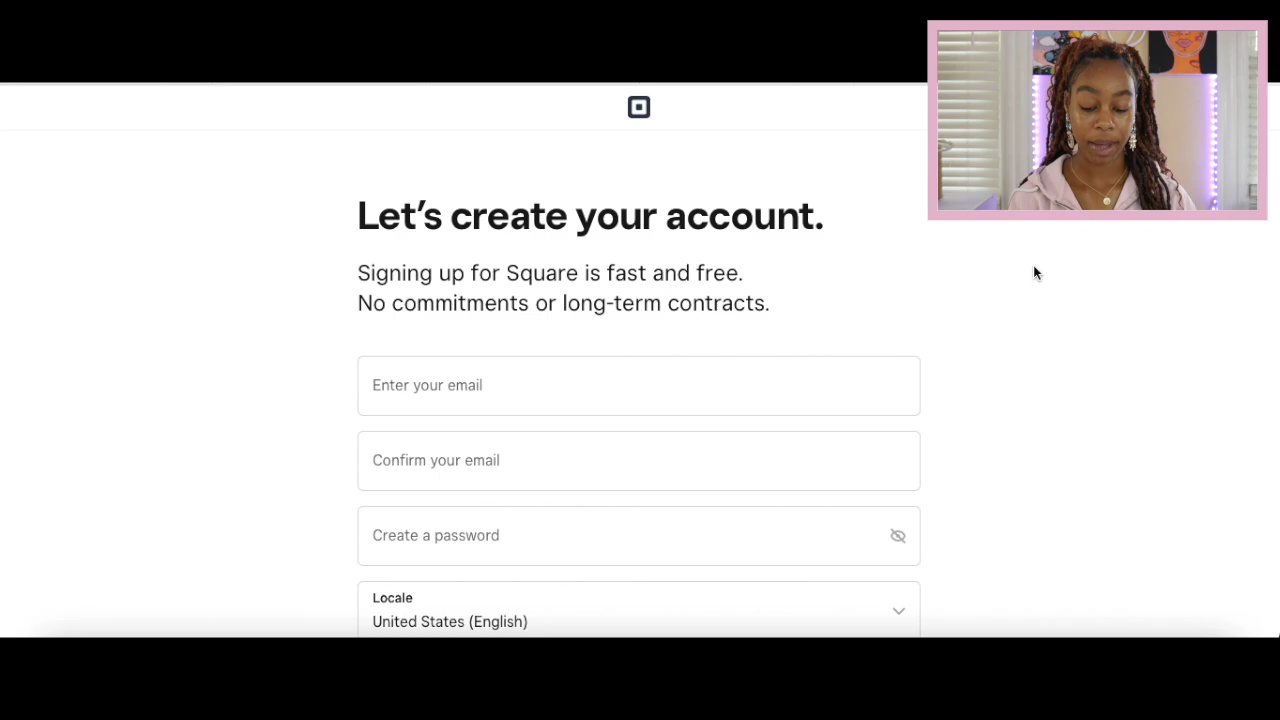 Let’s create your account.
Signing up for Square is fast and free.
No commitments or long-term contracts.
Enter your email
Confirm your email
Create a password
Locale
United States (English)